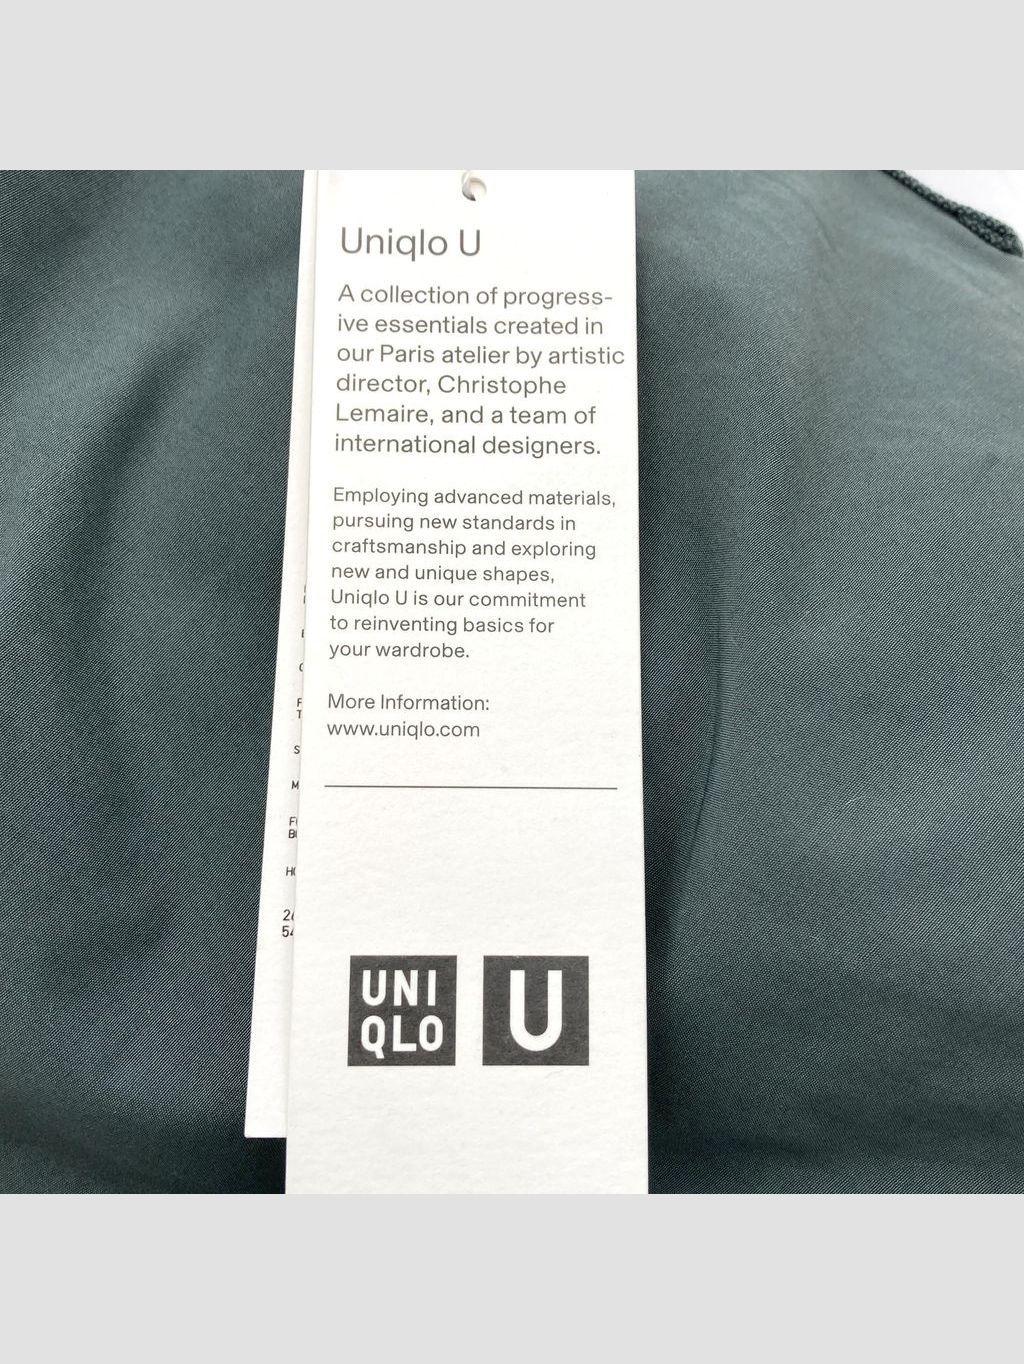 Uniqlo U
A collection of progress-
ive essentials created in
our Paris atelier by artistic
director, Christophe
Lemaire, and a team of
international designers.
Employing advanced materials,
pursuing new standards in
craftsmanship and exploring
new and unique shapes,
Uniqlo U is our commitment
to reinventing basics for
your wardrobe.
More Information:
www.uniqlo.com
UNI
QLO
U